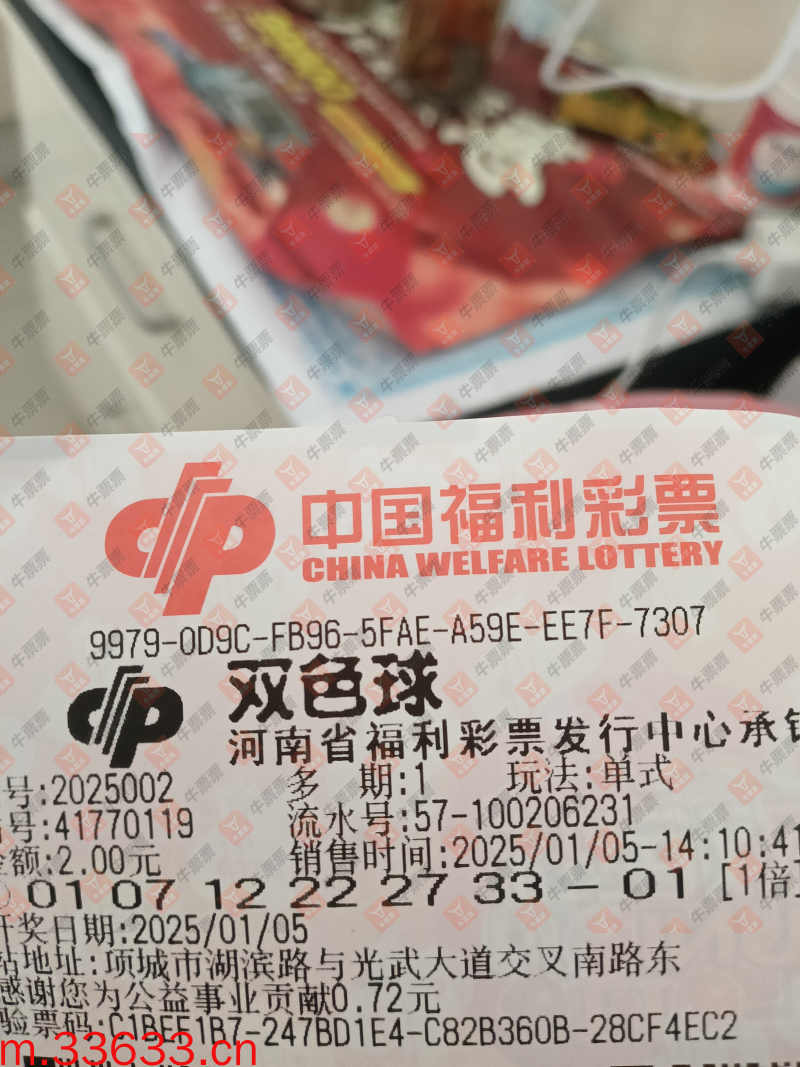 中国福利彩票
CHINA WELFARE LOTTERY
9979-0D9C-FB96-5FAE-A59E-EE7F-7307
双色球
河南省福利彩票发行中心承销
号:2025002 多期:1 玩法:单式
号:41770119 流水号:57-100206231
金额:2.00元 销售时间:2025/01/05-14:10:41
01 07 12 22 27 33 - 01 [1倍]
开奖日期:2025/01/05
站地址:项城市湖滨路与光武大道交叉南路东
感谢您为公益事业贡献0.72元
验票码:C1BEE1B7-247BD1E4-C82B360B-28CF4EC2
m.33633.cn
牛票票